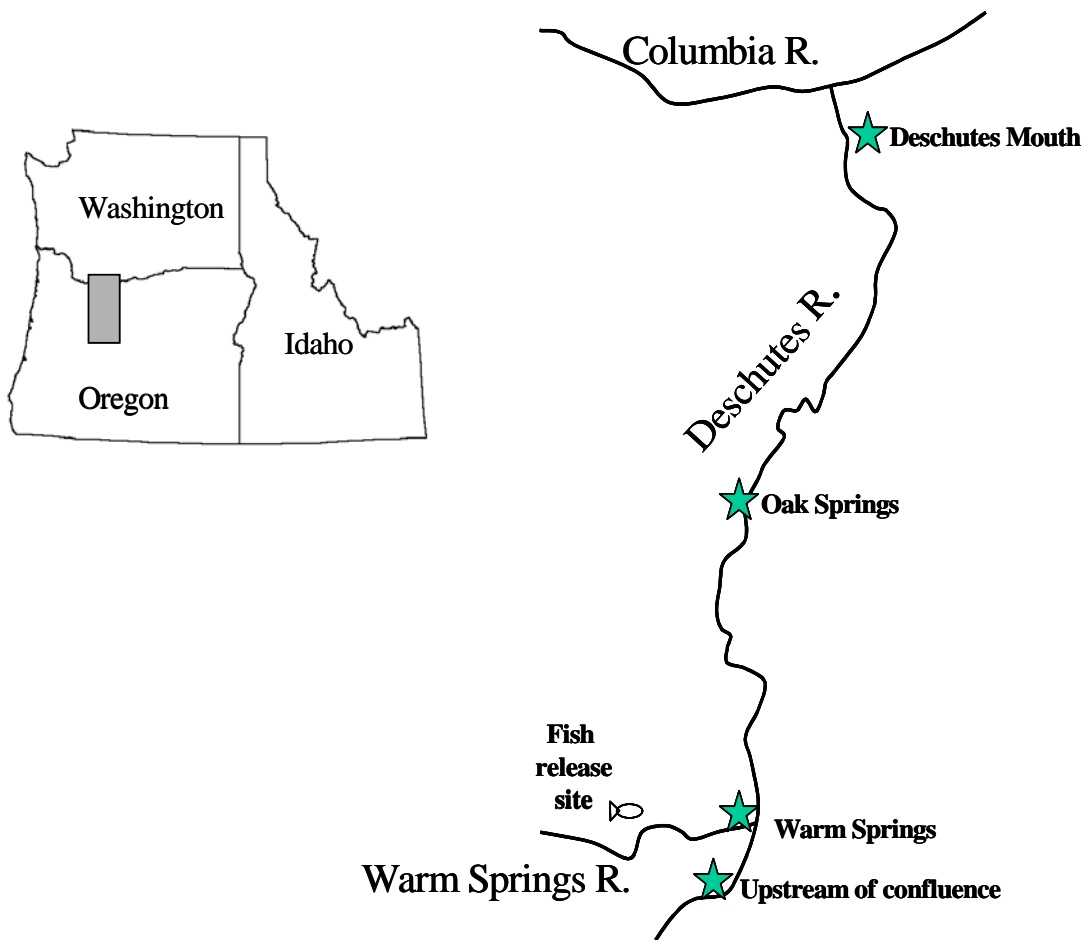 Columbia R.
Deschutes Mouth
Washington
Deschutes R.
Idaho
Oregon
Oak Springs
Fish
release
site
Warm Springs
Warm Springs R.
Upstream of confluence